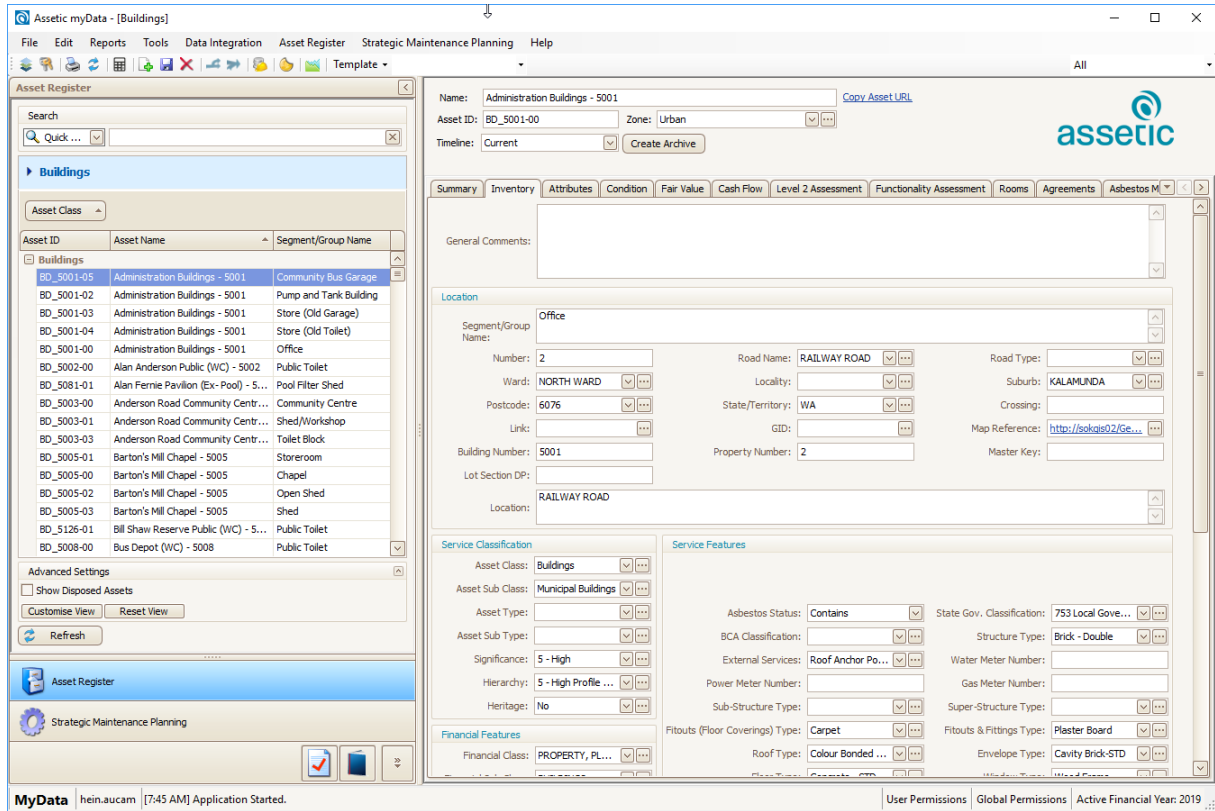 Assetic myData - [Buildings]
File Edit Reports Tools Data Integration Asset Register Strategic Maintenance Planning Help
Template All
Asset Register
Search
Quick ...
Buildings
Asset Class
Asset ID Asset Name Segment/Group Name
Buildings
BD_5001-05 Administration Buildings - 5001 Community Bus Garage
BD_5001-02 Administration Buildings - 5001 Pump and Tank Building
BD_5001-03 Administration Buildings - 5001 Store (Old Garage)
BD_5001-04 Administration Buildings - 5001 Store (Old Toilet)
BD_5001-00 Administration Buildings - 5001 Office
BD_5002-00 Alan Anderson Public (WC) - 5002 Public Toilet
BD_5081-01 Alan Fernie Pavilion (Ex- Pool) - 5... Pool Filter Shed
BD_5003-00 Anderson Road Community Centr... Community Centre
BD_5003-01 Anderson Road Community Centr... Shed/Workshop
BD_5003-03 Anderson Road Community Centr... Toilet Block
BD_5005-01 Barton's Mill Chapel - 5005 Storeroom
BD_5005-00 Barton's Mill Chapel - 5005 Chapel
BD_5005-02 Barton's Mill Chapel - 5005 Open Shed
BD_5005-03 Barton's Mill Chapel - 5005 Shed
BD_5126-01 Bill Shaw Reserve Public (WC) - 5... Public Toilet
BD_5008-00 Bus Depot (WC) - 5008 Public Toilet
Advanced Settings
Show Disposed Assets
Customise View Reset View
Refresh
Asset Register
Strategic Maintenance Planning
Name: Administration Buildings - 5001 Copy Asset URL
Asset ID: BD_5001-00 Zone: Urban
Timeline: Current Create Archive
assetic
Summary Inventory Attributes Condition Fair Value Cash Flow Level 2 Assessment Functionality Assessment Rooms Agreements Asbestos M
General Comments:
Location
Segment/Group Name: Office
Number: 2 Road Name: RAILWAY ROAD Road Type:
Ward: NORTH WARD Locality: Suburb: KALAMUNDA
Postcode: 6076 State/Territory: WA Crossing:
Link: GID: Map Reference: http://sokgis02/Ge...
Building Number: 5001 Property Number: 2 Master Key:
Lot Section DP:
Location: RAILWAY ROAD
Service Classification
Asset Class: Buildings
Asset Sub Class: Municipal Buildings
Asset Type:
Asset Sub Type:
Significance: 5 - High
Hierarchy: 5 - High Profile ...
Heritage: No
Financial Features
Financial Class: PROPERTY, PL...
Service Features
Asbestos Status: Contains State Gov. Classification: 753 Local Gove...
BCA Classification: Structure Type: Brick - Double
External Services: Roof Anchor Po... Water Meter Number:
Power Meter Number: Gas Meter Number:
Sub-Structure Type: Super-Structure Type:
Fitouts (Floor Coverings) Type: Carpet Fitouts & Fittings Type: Plaster Board
Roof Type: Colour Bonded ... Envelope Type: Cavity Brick-STD
MyData hein.aucam [7:45 AM] Application Started. User Permissions Global Permissions Active Financial Year: 2019